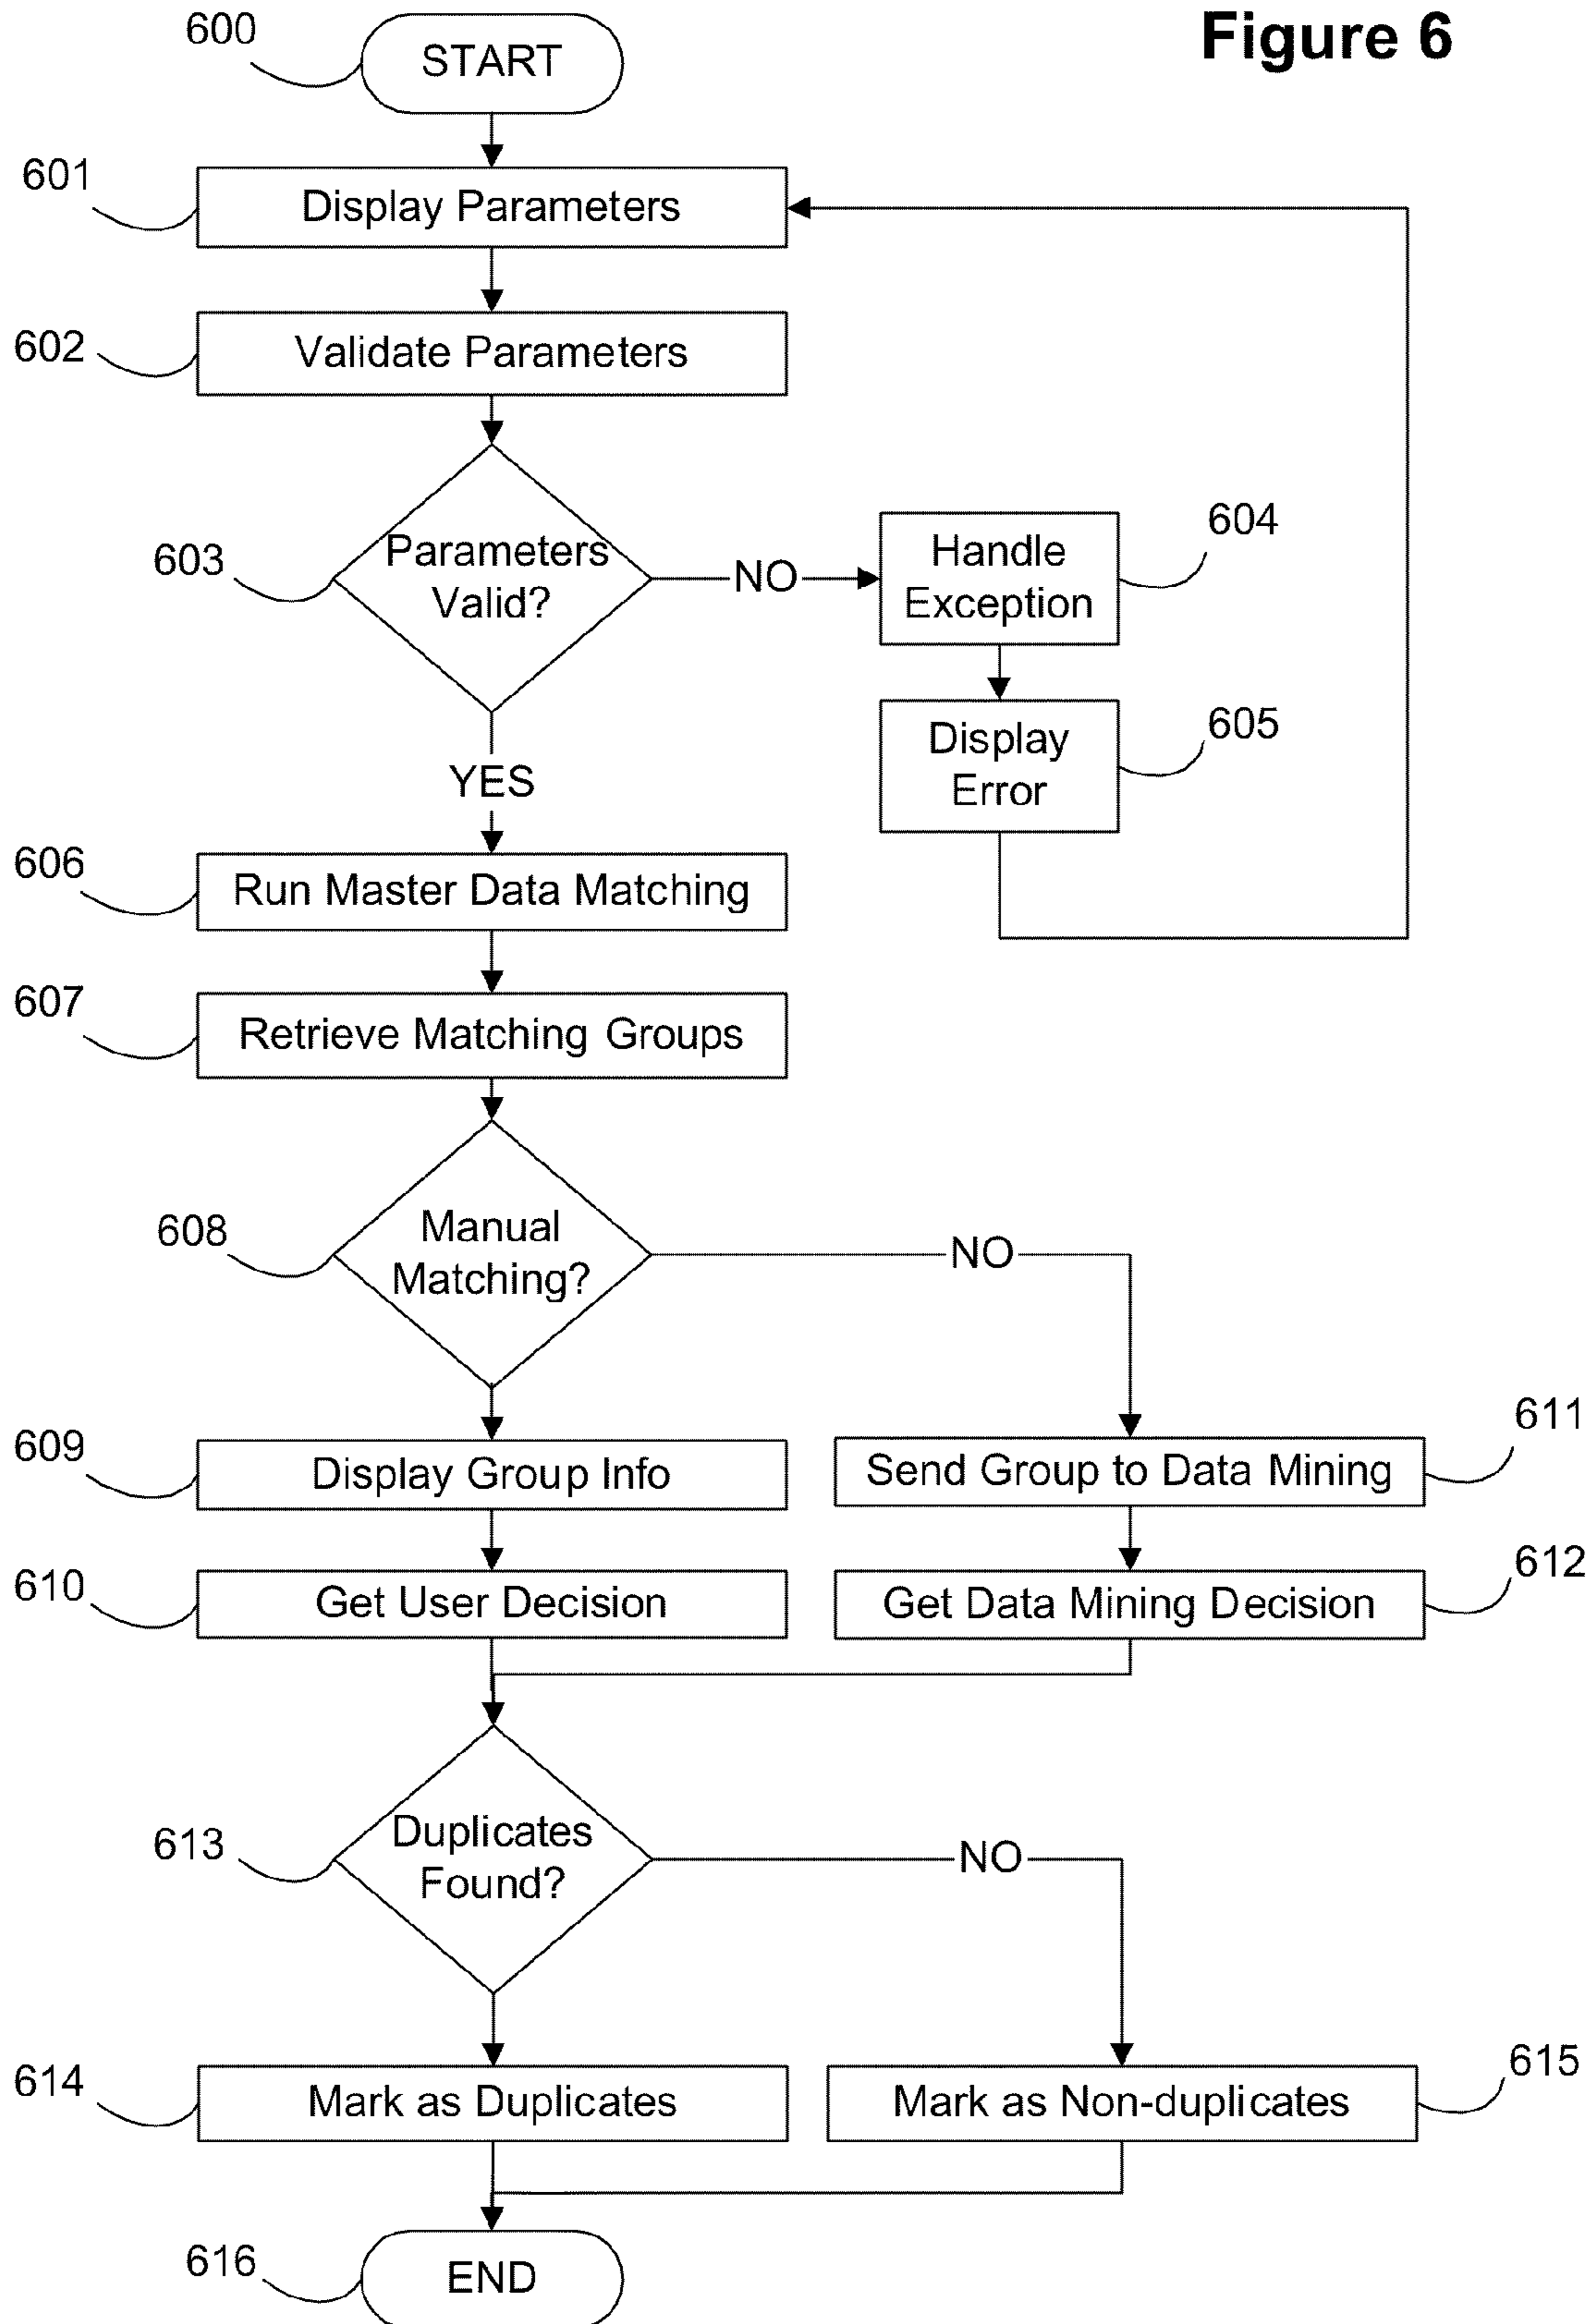 Figure 6
600
START
601
Display Parameters
602
Validate Parameters
603
Parameters
Valid?
NO
604
Handle
Exception
605
Display
Error
YES
606
Run Master Data Matching
607
Retrieve Matching Groups
608
Manual
Matching?
NO
609
Display Group Info
611
Send Group to Data Mining
610
Get User Decision
612
Get Data Mining Decision
613
Duplicates
Found?
NO
614
Mark as Duplicates
615
Mark as Non-duplicates
616
END